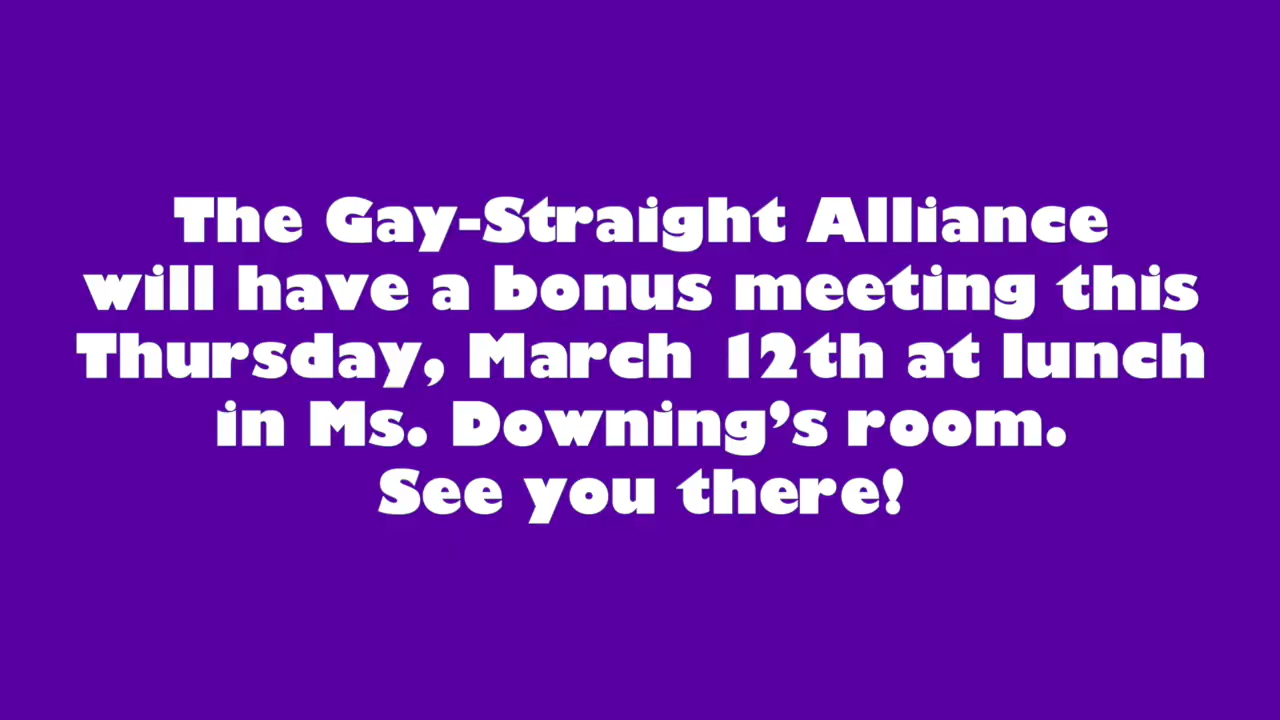 The Gay-Straight Alliance
will have a bonus meeting this
Thursday, March 12th at lunch
in Ms. Downing's room.
See you there!